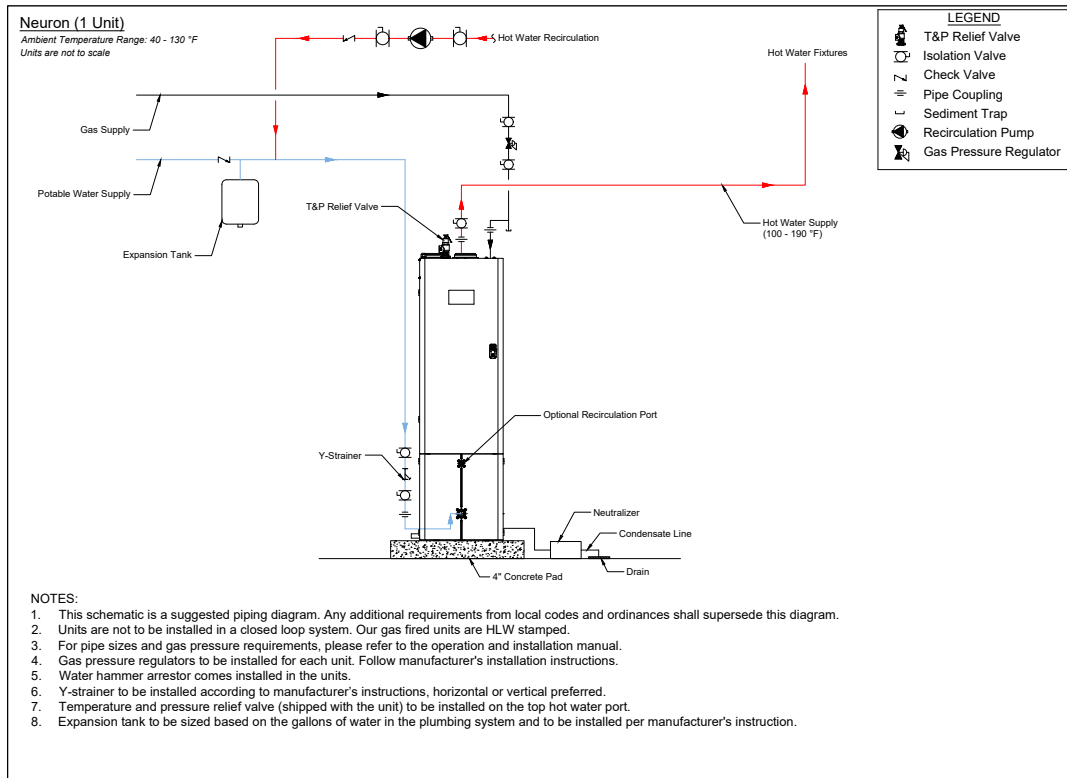 Neuron (1 Unit)
Ambient Temperature Range: 40 - 130 °F
Units are not to scale
Hot Water Recirculation
Hot Water Fixtures
LEGEND
T&P Relief Valve
Isolation Valve
Check Valve
Pipe Coupling
Sediment Trap
Recirculation Pump
Gas Pressure Regulator
Gas Supply
Potable Water Supply
Expansion Tank
T&P Relief Valve
Hot Water Supply
(100 - 190 °F)
Optional Recirculation Port
Y-Strainer
Neutralizer
Condensate Line
Drain
4" Concrete Pad
NOTES:
1. This schematic is a suggested piping diagram. Any additional requirements from local codes and ordinances shall supersede this diagram.
2. Units are not to be installed in a closed loop system. Our gas fired units are HLW stamped.
3. For pipe sizes and gas pressure requirements, please refer to the operation and installation manual.
4. Gas pressure regulators to be installed for each unit. Follow manufacturer's installation instructions.
5. Water hammer arrestor comes installed in the units.
6. Y-strainer to be installed according to manufacturer's instructions, horizontal or vertical preferred.
7. Temperature and pressure relief valve (shipped with the unit) to be installed on the top hot water port.
8. Expansion tank to be sized based on the gallons of water in the plumbing system and to be installed per manufacturer's instruction.